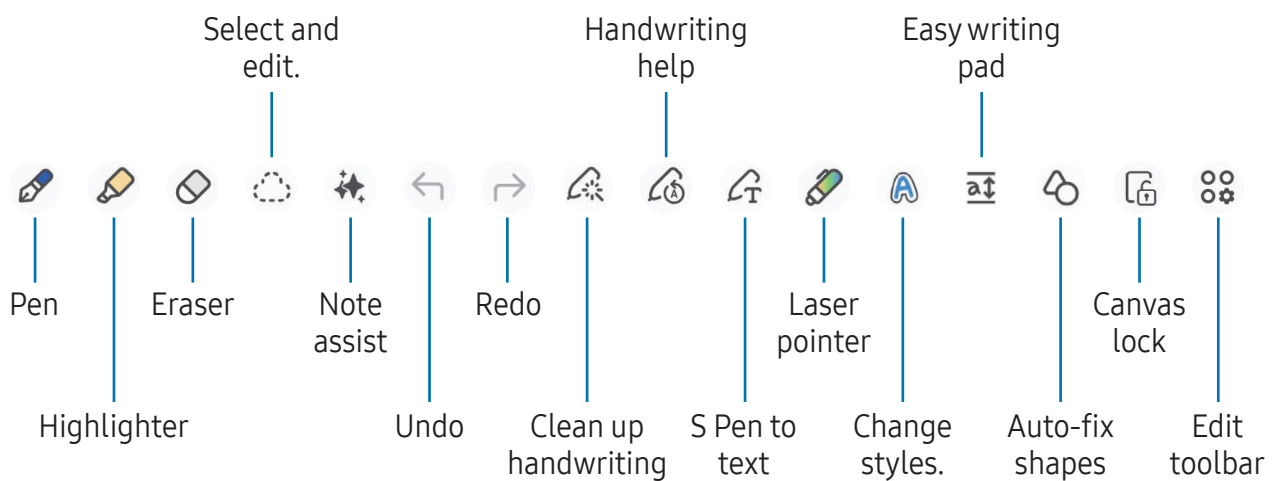 Select and
edit.
Handwriting
help
Easy writing
pad
Pen
Eraser
Note
assist
Redo
Laser
pointer
Canvas
lock
Highlighter
Undo
Clean up
handwriting
S Pen to
text
Change
styles.
Auto-fix
shapes
Edit
toolbar